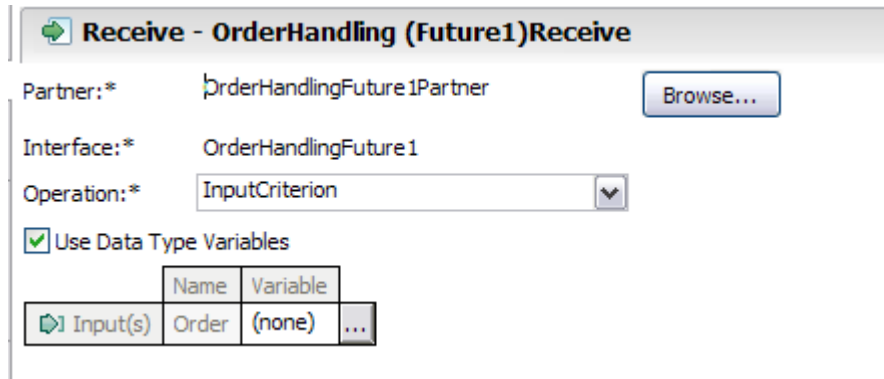 Receive - OrderHandling (Future1)Receive
Partner:* OrderHandlingFuture1Partner Browse...
Interface:* OrderHandlingFuture1
Operation:* InputCriterion
Use Data Type Variables
Name Variable
Input(s) Order (none) ...